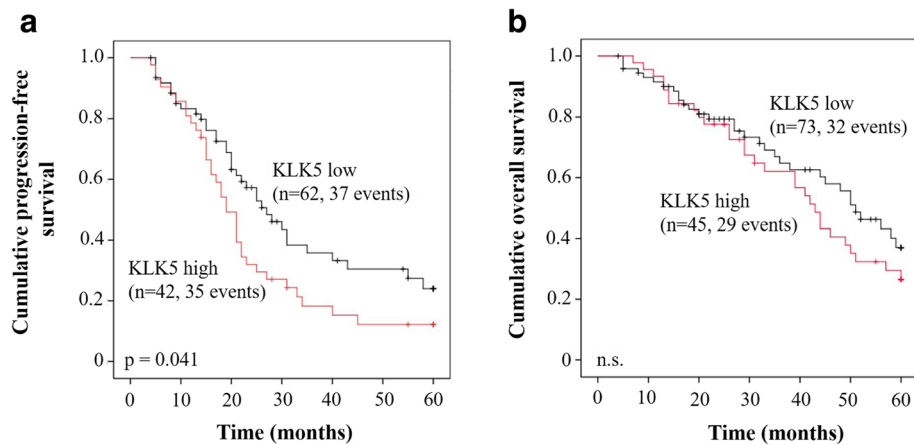 a
Cumulative progression-free
survival
1.0
0.8
0.6
0.4
0.2
0
KLK5 low
(n=62, 37 events)
KLK5 high
(n=42, 35 events)
p = 0.041
0 10 20 30 40 50 60
Time (months)
b
Cumulative overall survival
1.0
0.8
0.6
0.4
0.2
0
KLK5 low
(n=73, 32 events)
KLK5 high
(n=45, 29 events)
n.s.
0 10 20 30 40 50 60
Time (months)